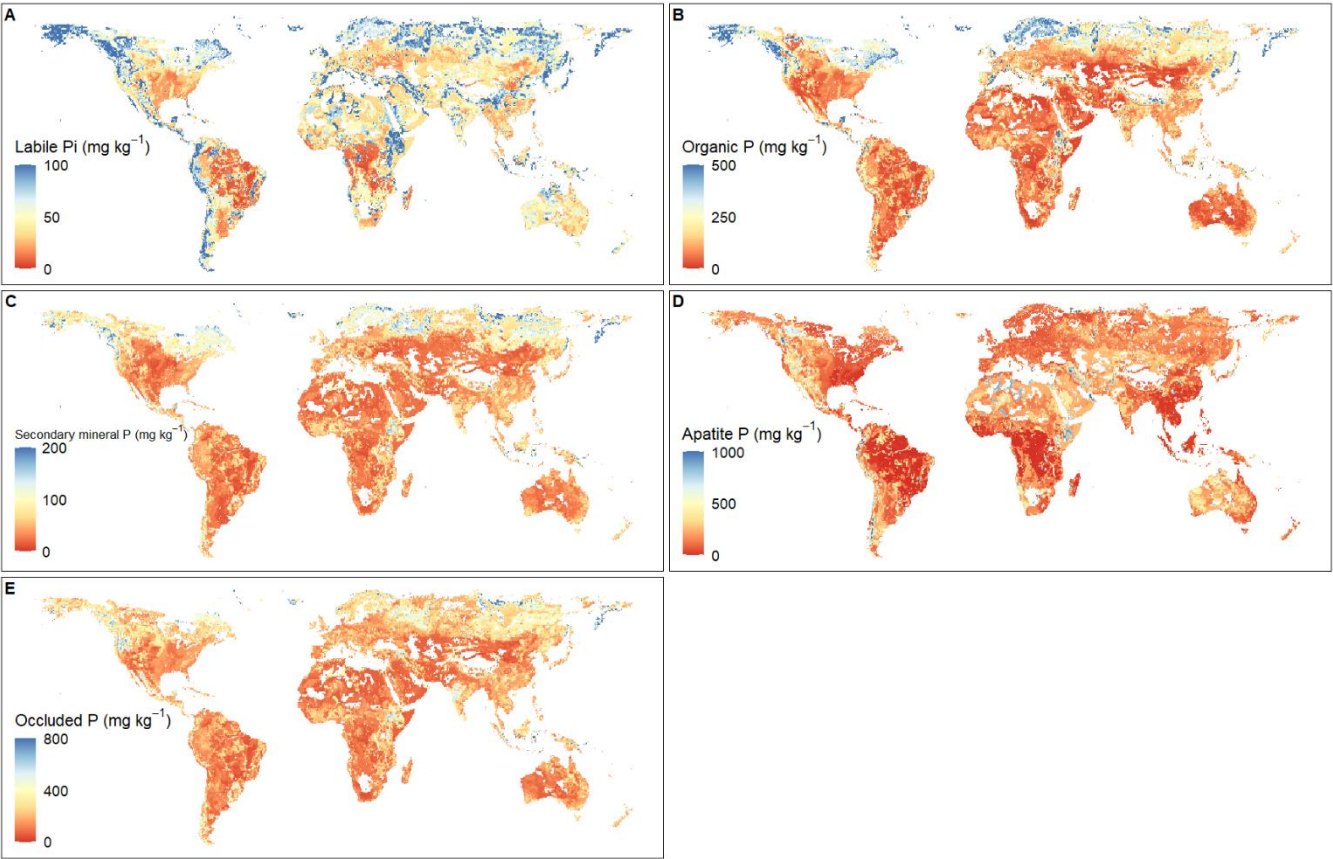 A
Labile Pi (mg kg⁻¹)
100
50
0
B
Organic P (mg kg⁻¹)
500
250
0
C
Secondary mineral P (mg kg⁻¹)
200
100
0
D
Apatite P (mg kg⁻¹)
1000
500
0
E
Occluded P (mg kg⁻¹)
800
400
0